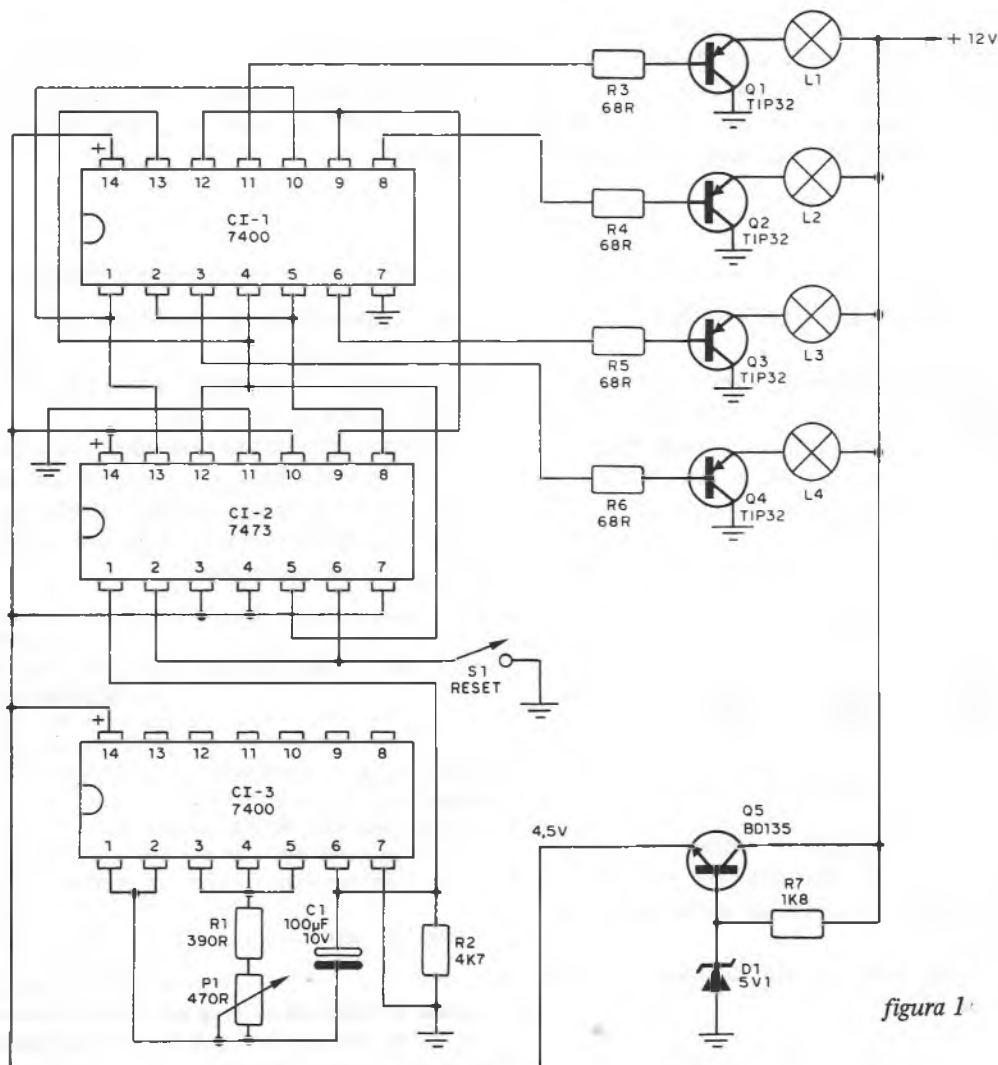 + 12V
L1
R3
68R
Q1
TIP32
+
14 13 12 11 10 9 8
CI-1
7400
1 2 3 4 5 6 7
L2
R4
68R
Q2
TIP32
L3
R5
68R
Q3
TIP32
+
14 13 12 11 10 9 8
CI-2
7473
1 2 3 4 5 6 7
L4
R6
68R
Q4
TIP32
S1
RESET
+
14 13 12 11 10 9 8
CI-3
7400
1 2 3 4 5 6 7
R1
390R
P1
470R
C1
100µF
10V
R2
4K7
4,5V
Q5
BD135
R7
1K8
D1
5V1
figura 1